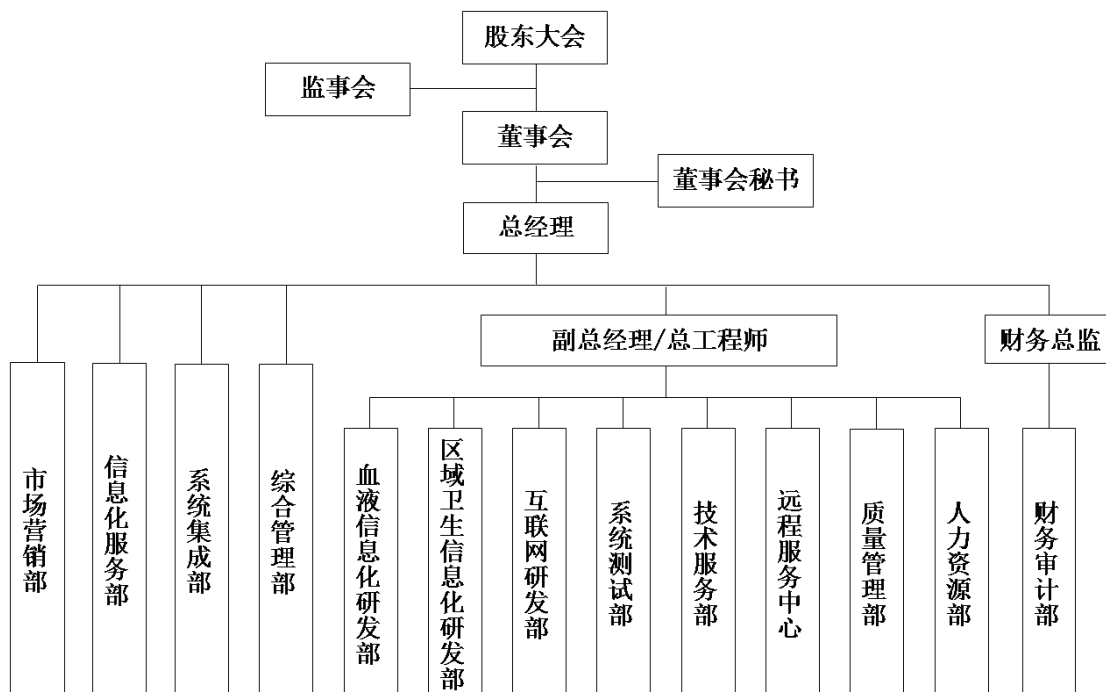 股东大会
监事会
董事会
董事会秘书
总经理
副总经理/总工程师
财务总监
市场营销部
信息化服务部
系统集成部
综合管理部
血液信息化研发部
区域卫生信息化研发部
互联网研发部
系统测试部
技术服务部
远程服务中心
质量管理部
人力资源部
财务审计部